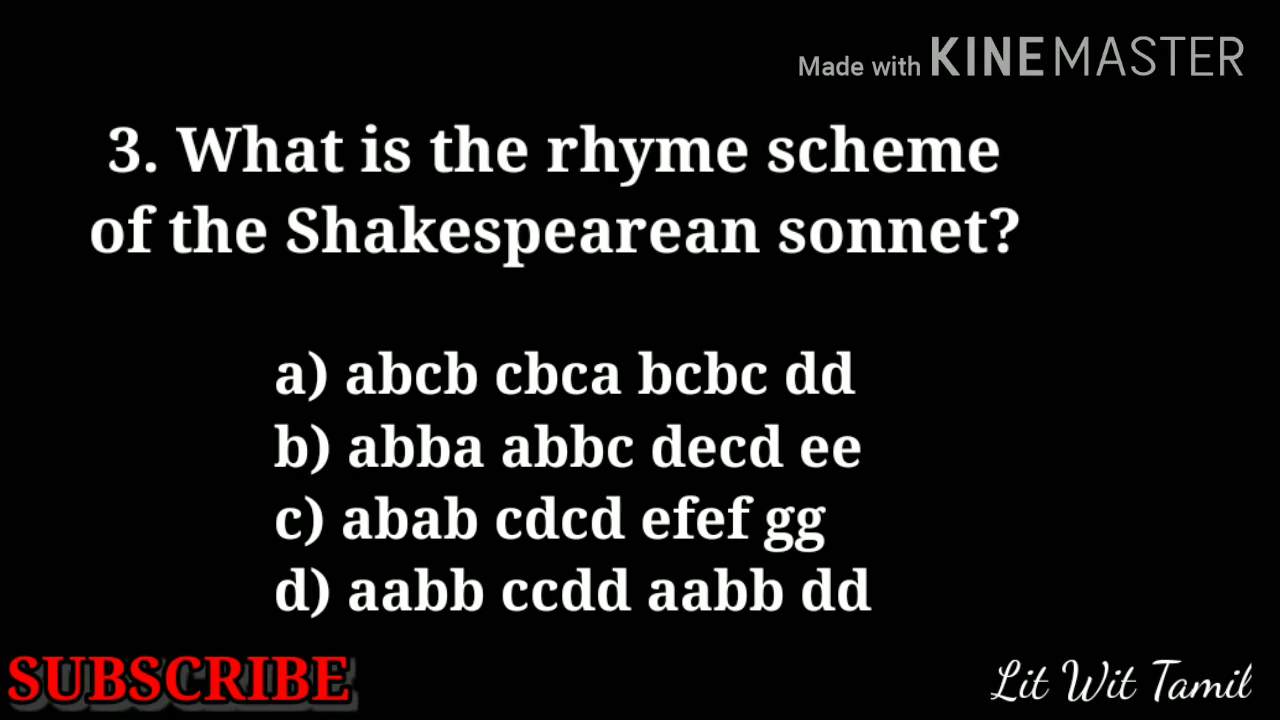 Made with KINEMASTER
3. What is the rhyme scheme
of the Shakespearean sonnet?
a) abcb cbca bcbc dd
b) abba abbc decd ee
c) abab cdcd efef gg
d) aabb ccdd aabb dd
SUBSCRIBE
Lit Wit Tamil